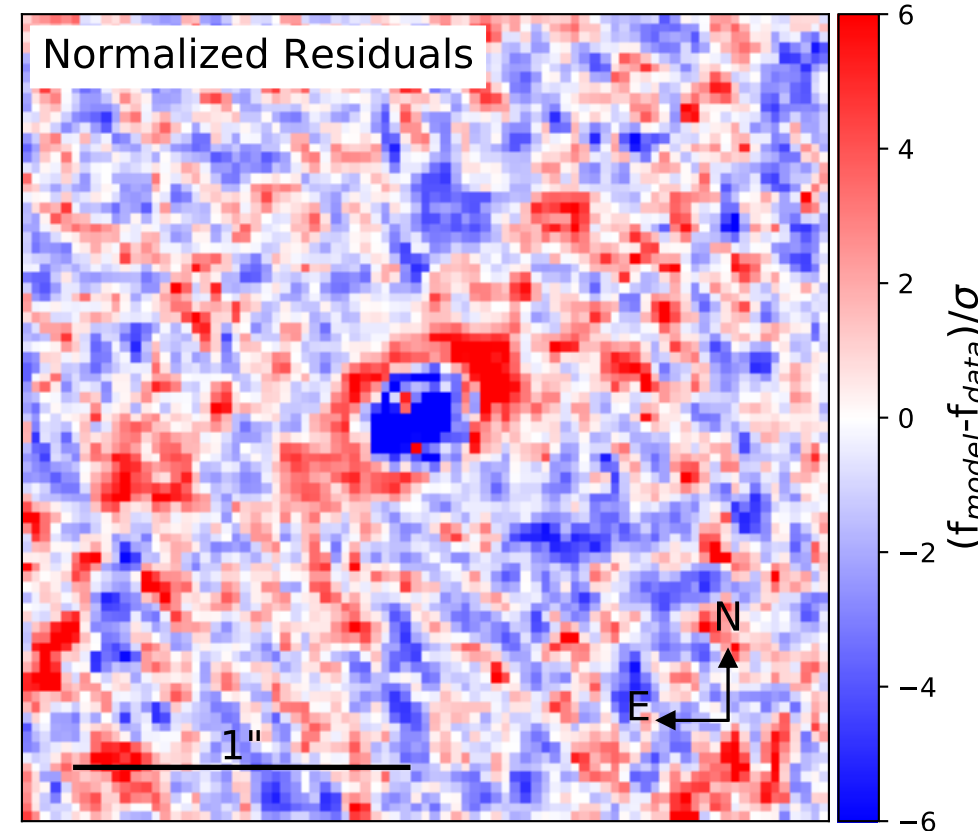 Normalized Residuals
6
4
2
0
−2
−4
−6
(f_model-f_data)/σ
N
E
1"